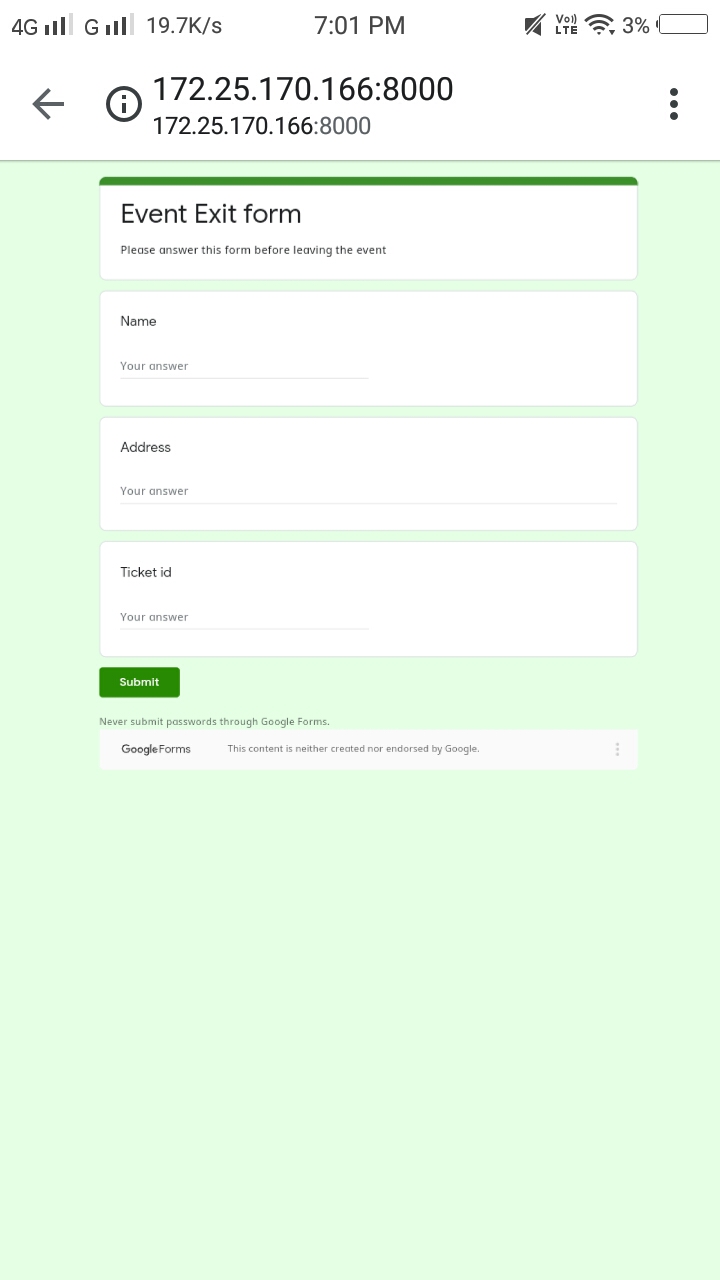 4G G 19.7K/s 7:01 PM Vo)) LTE 3%
172.25.170.166:8000
172.25.170.166:8000
Event Exit form
Please answer this form before leaving the event
Name
Your answer
Address
Your answer
Ticket id
Your answer
Submit
Never submit passwords through Google Forms.
Google Forms This content is neither created nor endorsed by Google.